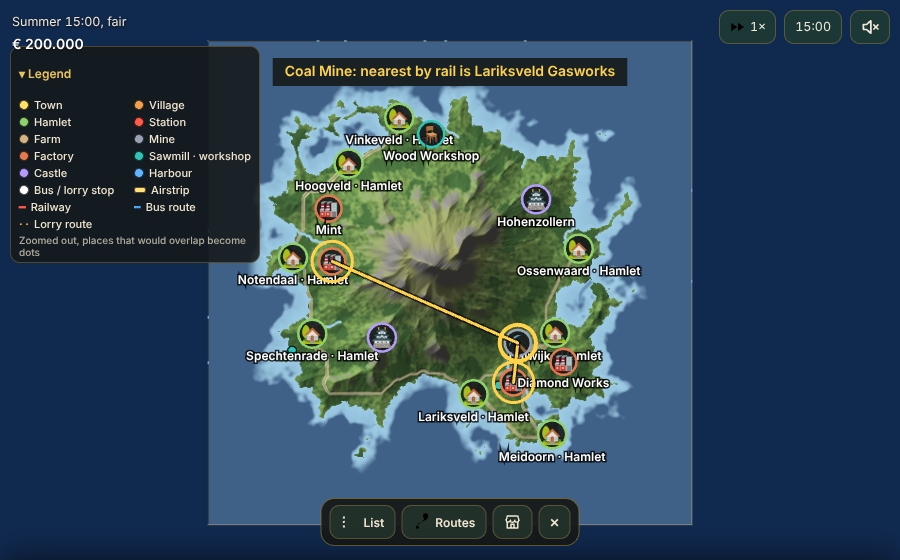 Summer 15:00, fair
€ 200.000
1×
15:00
▾ Legend
Town
Village
Hamlet
Station
Farm
Mine
Factory
Sawmill · workshop
Castle
Harbour
Bus / lorry stop
Airstrip
Railway
Bus route
Lorry route
Zoomed out, places that would overlap become
dots
Coal Mine: nearest by rail is Lariksveld Gasworks
Vinkeveld
Wood Workshop
Hoogveld · Hamlet
Mint
Hohenzollern
Notendaal · Hamlet
Ossenwaard · Hamlet
Spechtenrade · Hamlet
Diamond Works
Lariksveld · Hamlet
Meidoorn · Hamlet
List
Routes
×